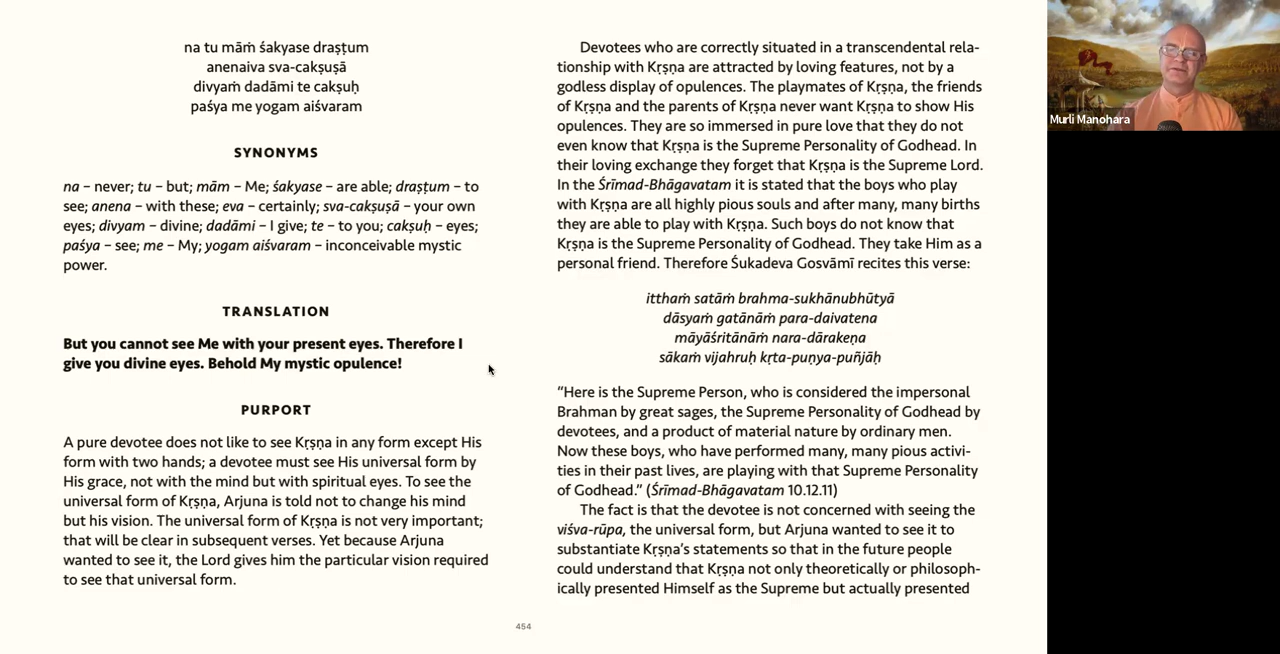 na tu māṁ śakyase draṣṭum
anenaiva sva-cakṣuṣā
divyaṁ dadāmi te cakṣuḥ
paśya me yogam aiśvaram
SYNONYMS
na – never; tu – but; mām – Me; śakyase – are able; draṣṭum – to
see; anena – with these; eva – certainly; sva-cakṣuṣā – your own
eyes; divyam – divine; dadāmi – I give; te – to you; cakṣuḥ – eyes;
paśya – see; me – My; yogam aiśvaram – inconceivable mystic
power.
TRANSLATION
But you cannot see Me with your present eyes. Therefore I
give you divine eyes. Behold My mystic opulence!
PURPORT
A pure devotee does not like to see Kṛṣṇa in any form except His
form with two hands; a devotee must see His universal form by
His grace, not with the mind but with spiritual eyes. To see the
universal form of Kṛṣṇa, Arjuna is told not to change his mind
but his vision. The universal form of Kṛṣṇa is not very important;
that will be clear in subsequent verses. Yet because Arjuna
wanted to see it, the Lord gives him the particular vision required
to see that universal form.
Devotees who are correctly situated in a transcendental rela-
tionship with Kṛṣṇa are attracted by loving features, not by a
godless display of opulences. The playmates of Kṛṣṇa, the friends
of Kṛṣṇa and the parents of Kṛṣṇa never want Kṛṣṇa to show His
opulences. They are so immersed in pure love that they do not
even know that Kṛṣṇa is the Supreme Personality of Godhead. In
their loving exchange they forget that Kṛṣṇa is the Supreme Lord.
In the Śrīmad-Bhāgavatam it is stated that the boys who play
with Kṛṣṇa are all highly pious souls and after many, many births
they are able to play with Kṛṣṇa. Such boys do not know that
Kṛṣṇa is the Supreme Personality of Godhead. They take Him as a
personal friend. Therefore Śukadeva Gosvāmī recites this verse:
itthaṁ satāṁ brahma-sukhānubhūtyā
dāsyaṁ gatānāṁ para-daivatena
māyāśritānāṁ nara-dārakeṇa
sākaṁ vijahruḥ kṛta-puṇya-puñjāḥ
“Here is the Supreme Person, who is considered the impersonal
Brahman by great sages, the Supreme Personality of Godhead by
devotees, and a product of material nature by ordinary men.
Now these boys, who have performed many, many pious activi-
ties in their past lives, are playing with that Supreme Personality
of Godhead.” (Śrīmad-Bhāgavatam 10.12.11)
The fact is that the devotee is not concerned with seeing the
viśva-rūpa, the universal form, but Arjuna wanted to see it to
substantiate Kṛṣṇa’s statements so that in the future people
could understand that Kṛṣṇa not only theoretically or philosoph-
ically presented Himself as the Supreme but actually presented
454
Murli Manohara